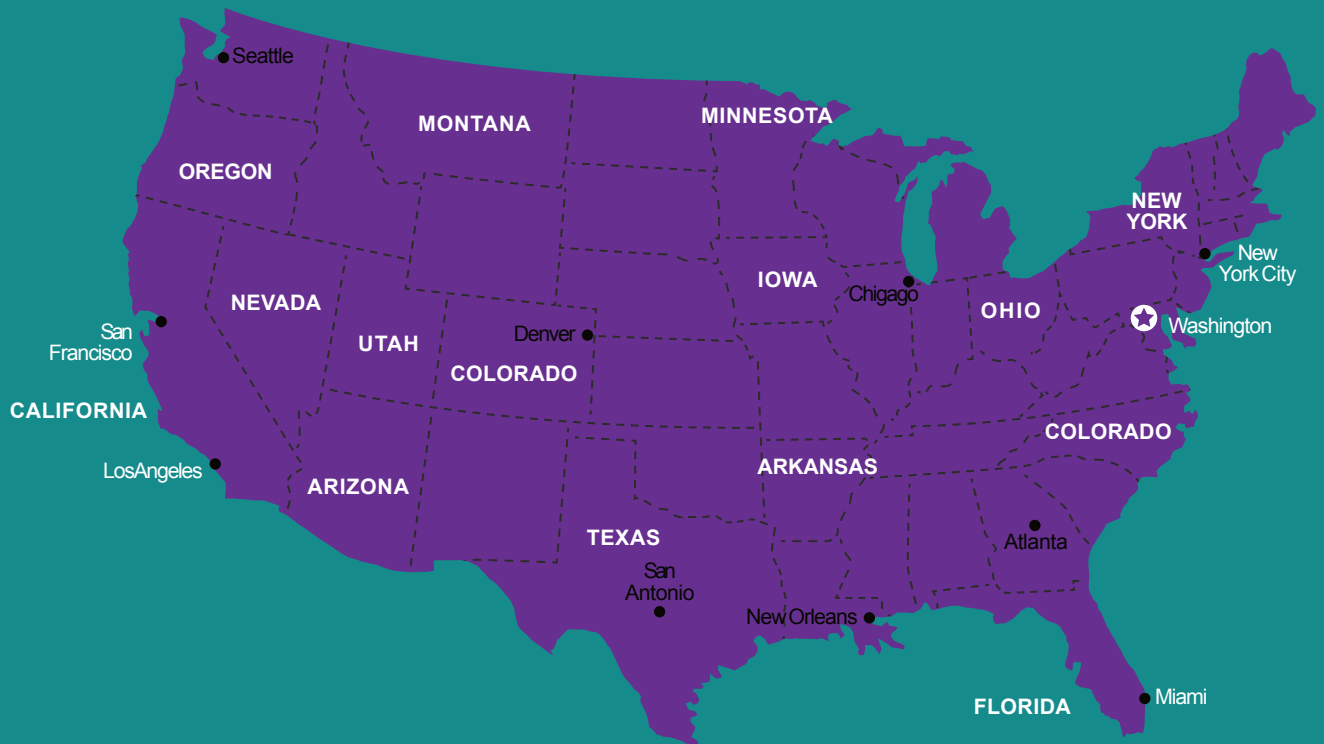 Seattle
MINNESOTA
MONTANA
OREGON
NEW
YORK
New
York City
IOWA
Chigago
NEVADA
OHIO
San
Francisco
Washington
Denver
UTAH
COLORADO
CALIFORNIA
COLORADO
LosAngeles
ARKANSAS
ARIZONA
TEXAS
Atlanta
San
Antonio
New Orleans
Miami
FLORIDA